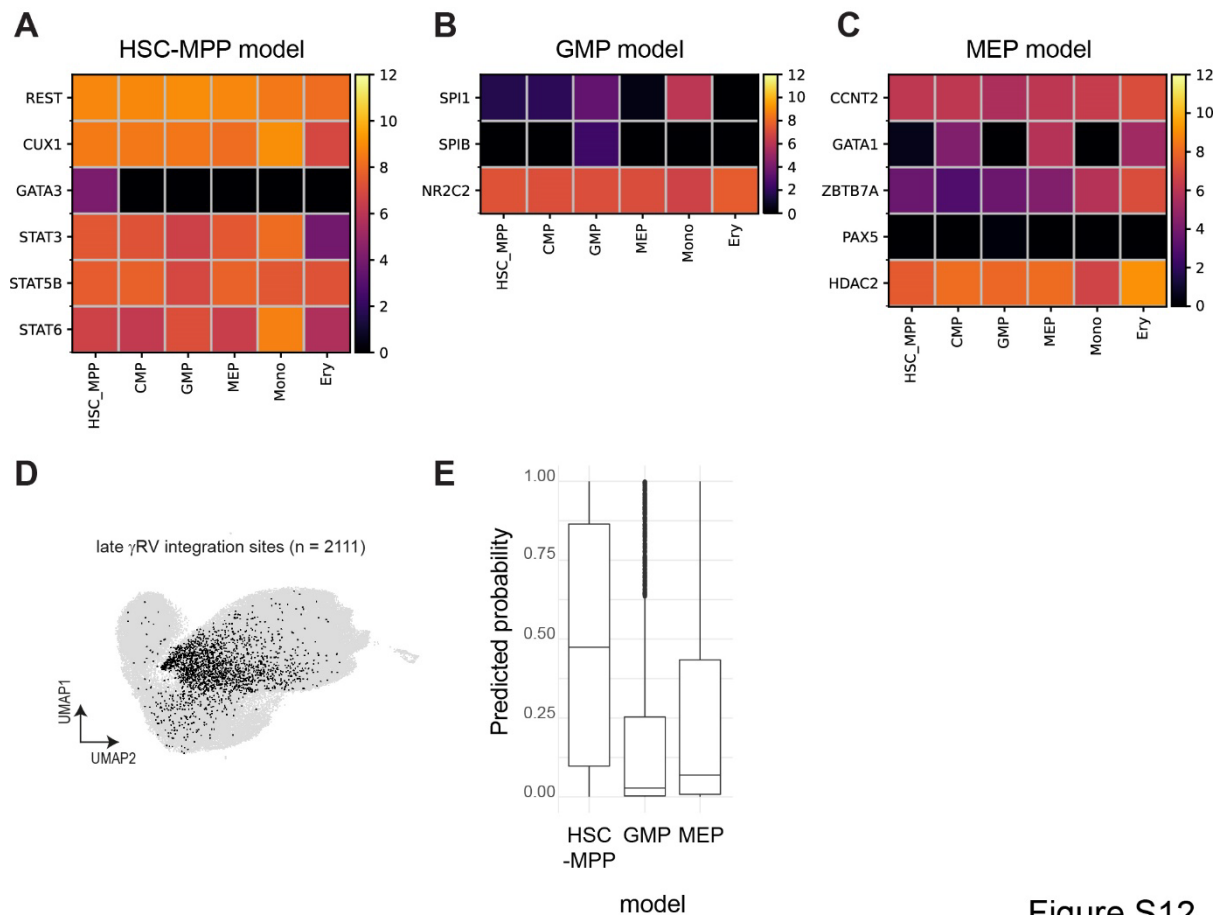 A
HSC-MPP model
REST
CUX1
GATA3
STAT3
STAT5B
STAT6
HSC_MPP
CMP
GMP
MEP
Mono
Ery
12
10
8
6
4
2
0
B
GMP model
SPI1
SPIB
NR2C2
HSC_MPP
CMP
GMP
MEP
Mono
Ery
12
10
8
6
4
2
0
C
MEP model
CCNT2
GATA1
ZBTB7A
PAX5
HDAC2
HSC_MPP
CMP
GMP
MEP
Mono
Ery
12
10
8
6
4
2
0
D
late γRV integration sites (n = 2111)
UMAP1
UMAP2
E
Predicted probability
1.00
0.75
0.50
0.25
0.00
HSC
-MPP
GMP
MEP
model
Figure S12